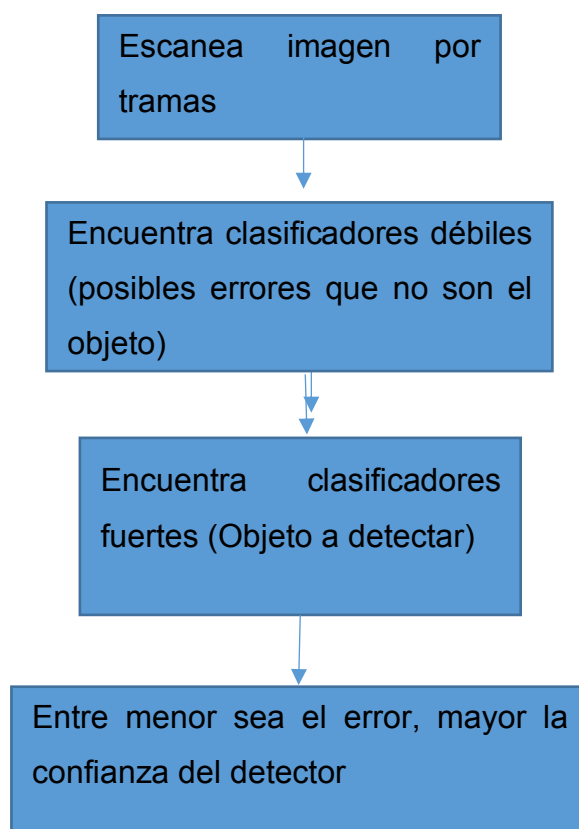 Escanea imagen por
tramas
Encuentra clasificadores débiles
(posibles errores que no son el
objeto)
Encuentra clasificadores
fuertes (Objeto a detectar)
Entre menor sea el error, mayor la
confianza del detector